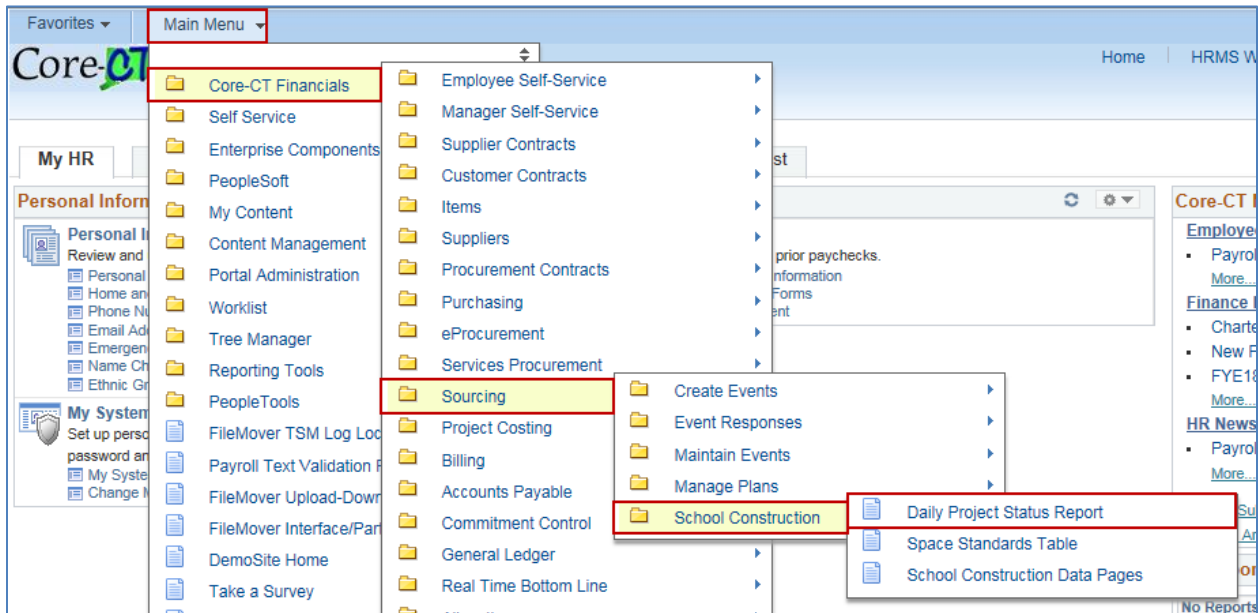 Favorites
Main Menu
Core-CT
Home
HRMS W
My HR
st
Core-CT Financials
Self Service
Enterprise Components
PeopleSoft
My Content
Content Management
Portal Administration
Worklist
Tree Manager
Reporting Tools
PeopleTools
FileMover TSM Log Loc
Payroll Text Validation F
FileMover Upload-Down
FileMover Interface/Part
DemoSite Home
Take a Survey
Employee Self-Service
Manager Self-Service
Supplier Contracts
Customer Contracts
Items
Suppliers
Procurement Contracts
Purchasing
eProcurement
Services Procurement
Sourcing
Project Costing
Billing
Accounts Payable
Commitment Control
General Ledger
Real Time Bottom Line
Create Events
Event Responses
Maintain Events
Manage Plans
School Construction
Daily Project Status Report
Space Standards Table
School Construction Data Pages
Personal Inform
Personal I
Review and
Personal
Home an
Phone Nu
Email Add
Emergen
Name Ch
Ethnic Gr
My System
Set up perso
password an
My Syste
Change M
prior paychecks.
nformation
Forms
ent
Core-CT
Employee
Payrol
More...
Finance
Charte
New F
FYE18
More...
HR News
Payrol
More...
Su
Ar
or
No Reports